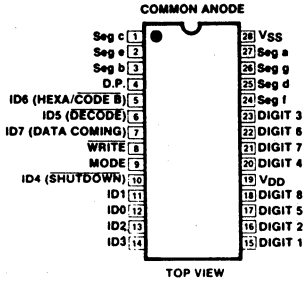 COMMON ANODE
Seg c 1
Seg e 2
Seg b 3
D.P. 4
ID6 (HEXA/CODE B) 5
ID5 (DECODE) 6
ID7 (DATA COMING) 7
WRITE 8
MODE 9
ID4 (SHUTDOWN) 10
ID1 11
ID0 12
ID2 13
ID3 14
28 VSS
27 Seg a
26 Seg g
25 Seg d
24 Seg f
23 DIGIT 3
22 DIGIT 6
21 DIGIT 7
20 DIGIT 4
19 VDD
18 DIGIT 8
17 DIGIT 5
16 DIGIT 2
15 DIGIT 1
TOP VIEW